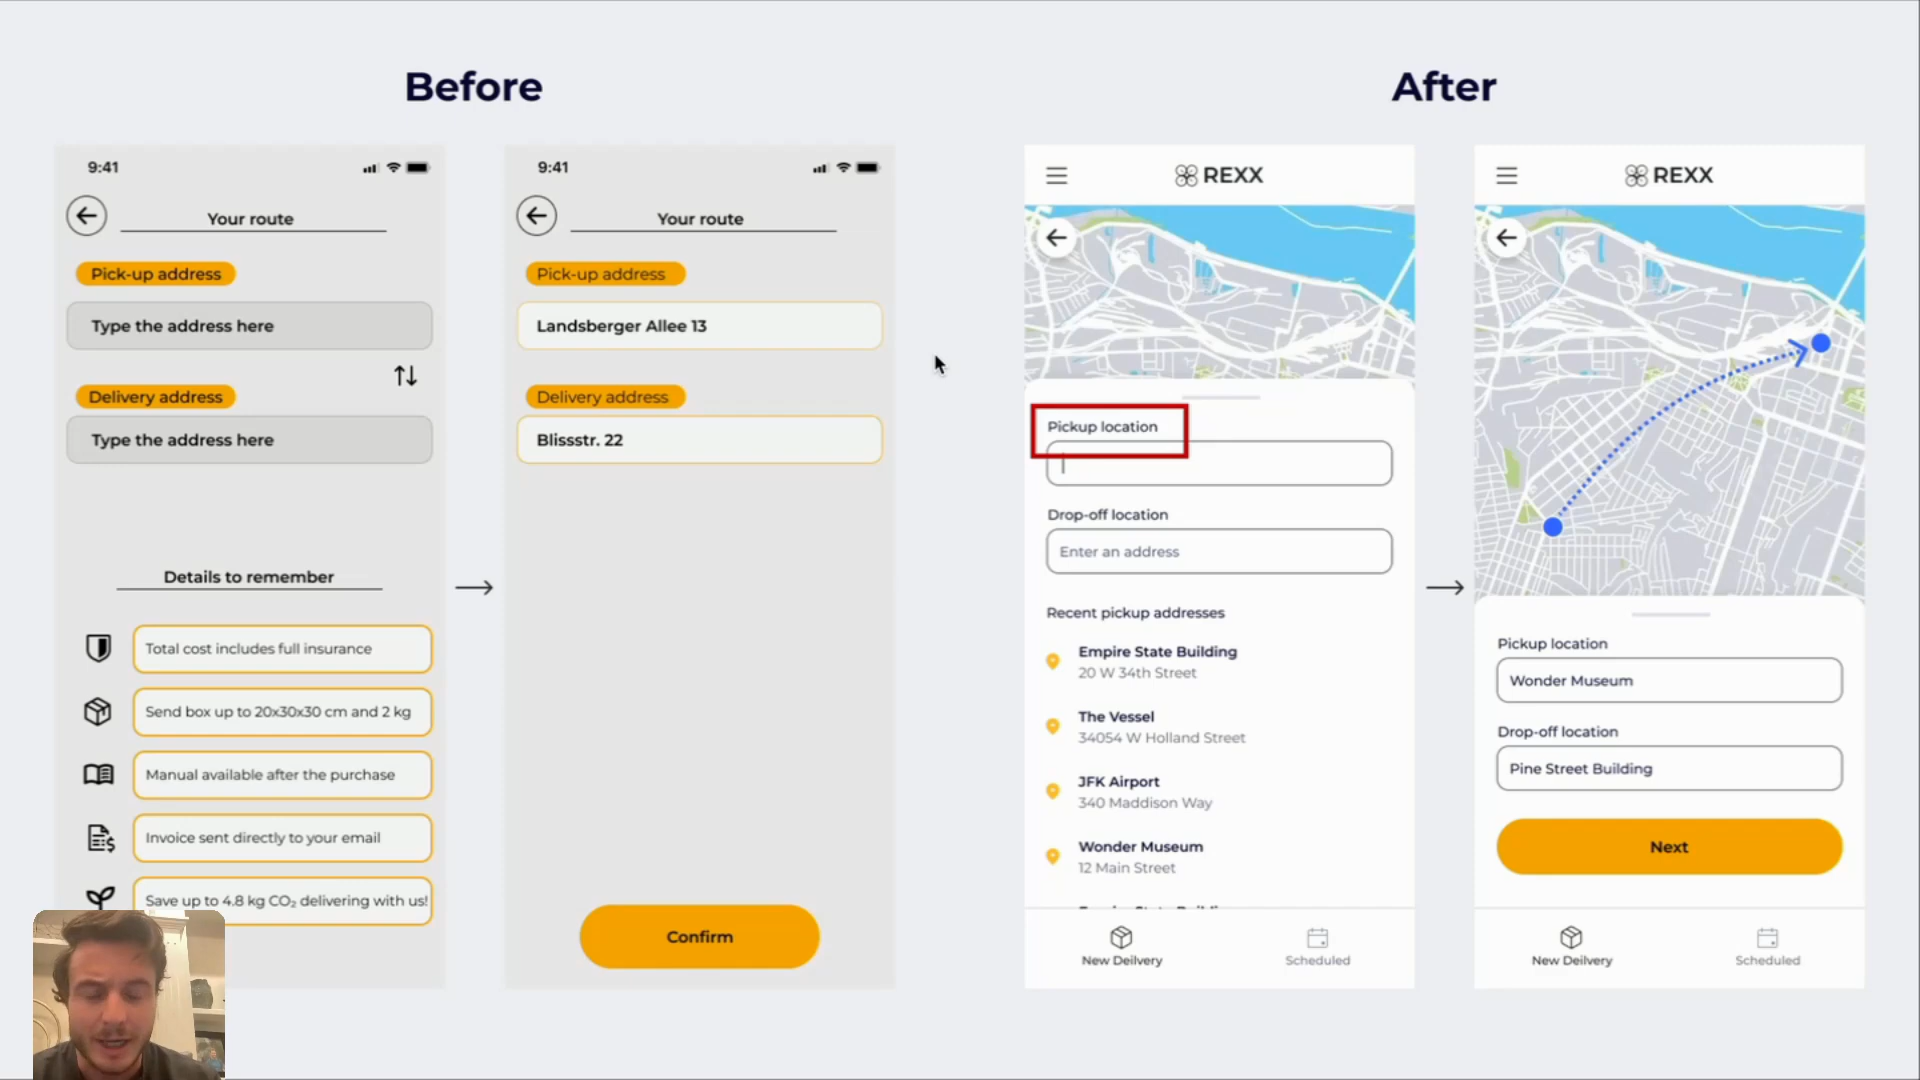 Before
After
9:41
Your route
Pick-up address
Type the address here
Delivery address
Type the address here
Details to remember
Total cost includes full insurance
Send box up to 20x30x30 cm and 2 kg
Manual available after the purchase
Invoice sent directly to your email
Save up to 4.8 kg CO₂ delivering with us!
9:41
Your route
Pick-up address
Landsberger Allee 13
Delivery address
Blissstr. 22
Confirm
REXX
Pickup location
Drop-off location
Enter an address
Recent pickup addresses
Empire State Building
20 W 34th Street
The Vessel
34054 W Holland Street
JFK Airport
340 Maddison Way
Wonder Museum
12 Main Street
New Deilvery
Scheduled
REXX
Pickup location
Wonder Museum
Drop-off location
Pine Street Building
Next
New Deilvery
Scheduled